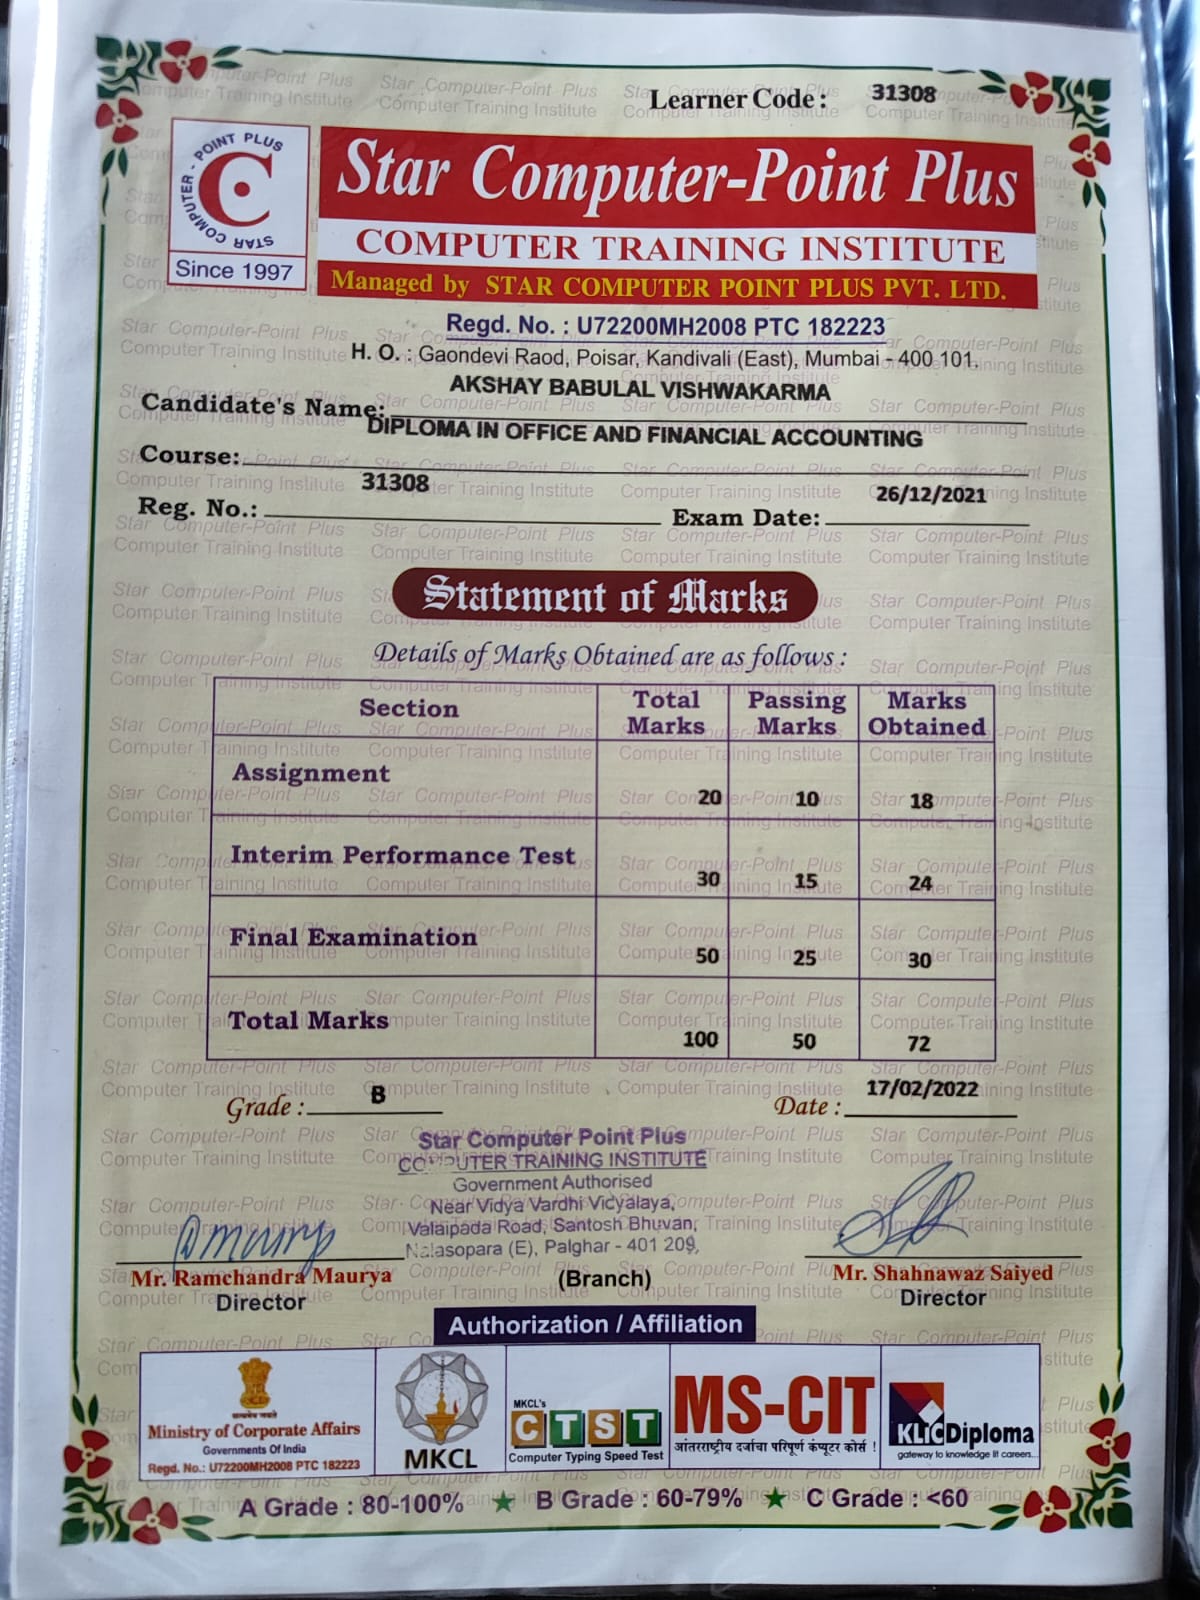 Learner Code : 31308
STAR COMPUTER - POINT PLUS
C
Since 1997
Star Computer-Point Plus
COMPUTER TRAINING INSTITUTE
Managed by STAR COMPUTER POINT PLUS PVT. LTD.
Regd. No. : U72200MH2008 PTC 182223
H. O. : Gaondevi Raod, Poisar, Kandivali (East), Mumbai - 400 101.
Candidate's Name: AKSHAY BABULAL VISHWAKARMA
Course: DIPLOMA IN OFFICE AND FINANCIAL ACCOUNTING
Reg. No.: 31308 Exam Date: 26/12/2021
Statement of Marks
Details of Marks Obtained are as follows :
Section Total Marks Passing Marks Marks Obtained
Assignment 20 10 18
Interim Performance Test 30 15 24
Final Examination 50 25 30
Total Marks 100 50 72
Grade : B Date : 17/02/2022
Star Computer Point Plus
COMPUTER TRAINING INSTITUTE
Government Authorised
Near Vidya Vardhi Vidyalaya,
Valaipada Road, Santosh Bhuvan,
Nalasopara (E), Palghar - 401 209,
Mr. Ramchandra Maurya (Branch) Mr. Shahnawaz Saiyed
Director Director
Authorization / Affiliation
सत्यमेव जयते
Ministry of Corporate Affairs
Governments Of India
Regd. No.: U72200MH2008 PTC 182223
MKCL
MKCL's
CTST
Computer Typing Speed Test
MS-CIT
आंतरराष्ट्रीय दर्जाचा परिपूर्ण कंप्यूटर कोर्स !
KLiC Diploma
gateway to knowledge lit careers...
A Grade : 80-100% ★ B Grade : 60-79% ★ C Grade : <60